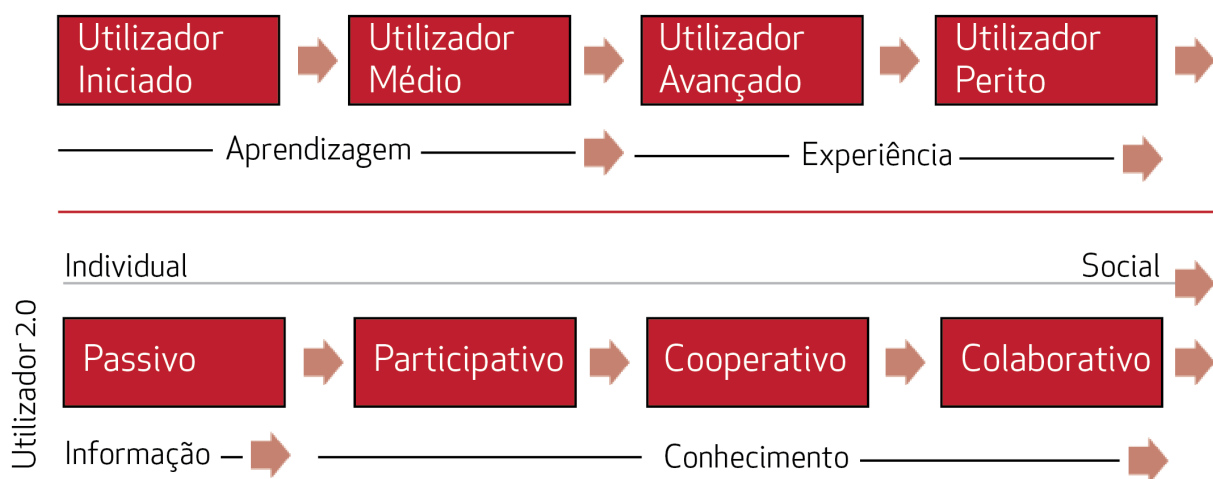 Utilizador
Iniciado
Utilizador
Médio
Utilizador
Avançado
Utilizador
Perito
Aprendizagem
Experiência
Individual
Social
Utilizador 2.0
Passivo
Participativo
Cooperativo
Colaborativo
Informação
Conhecimento